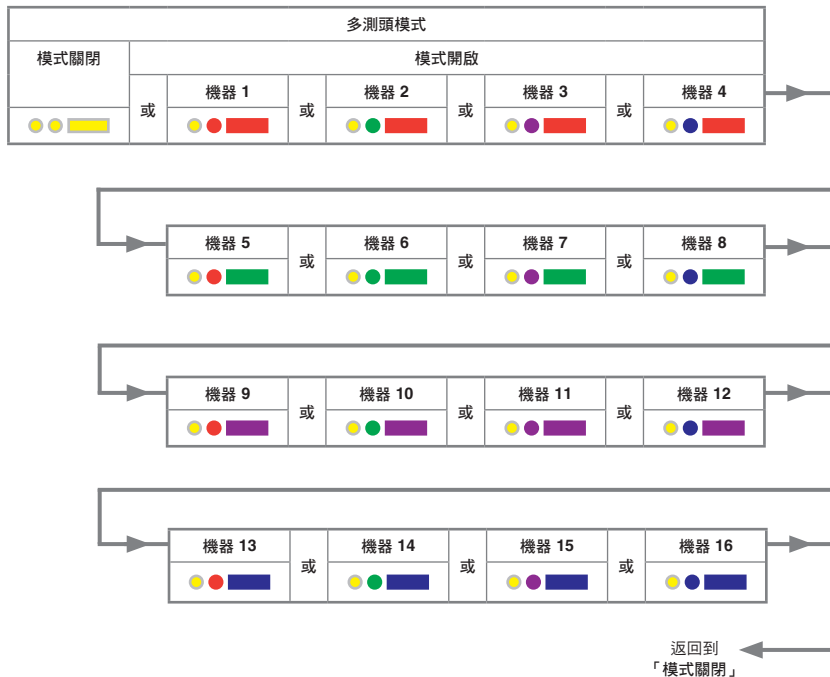 多測頭模式
模式關閉
模式開啟
或
機器 1
或
機器 2
或
機器 3
或
機器 4
機器 5
或
機器 6
或
機器 7
或
機器 8
機器 9
或
機器 10
或
機器 11
或
機器 12
機器 13
或
機器 14
或
機器 15
或
機器 16
返回到
「模式關閉」